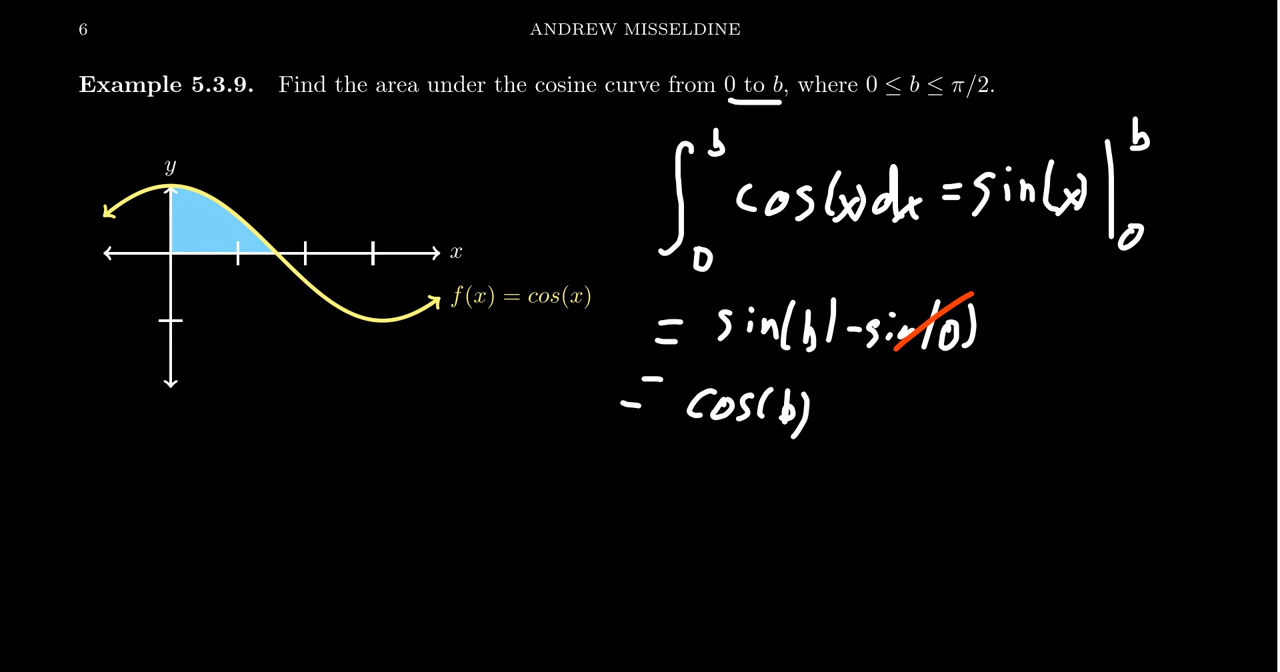 6 ANDREW MISSELDINE
Example 5.3.9. Find the area under the cosine curve from 0 to b, where 0 ≤ b ≤ π/2.
y
x
f(x) = cos(x)
∫₀ᵇ cos(x)dx = sin(x)|₀ᵇ
= sin(b) - sin(0)
= cos(b)